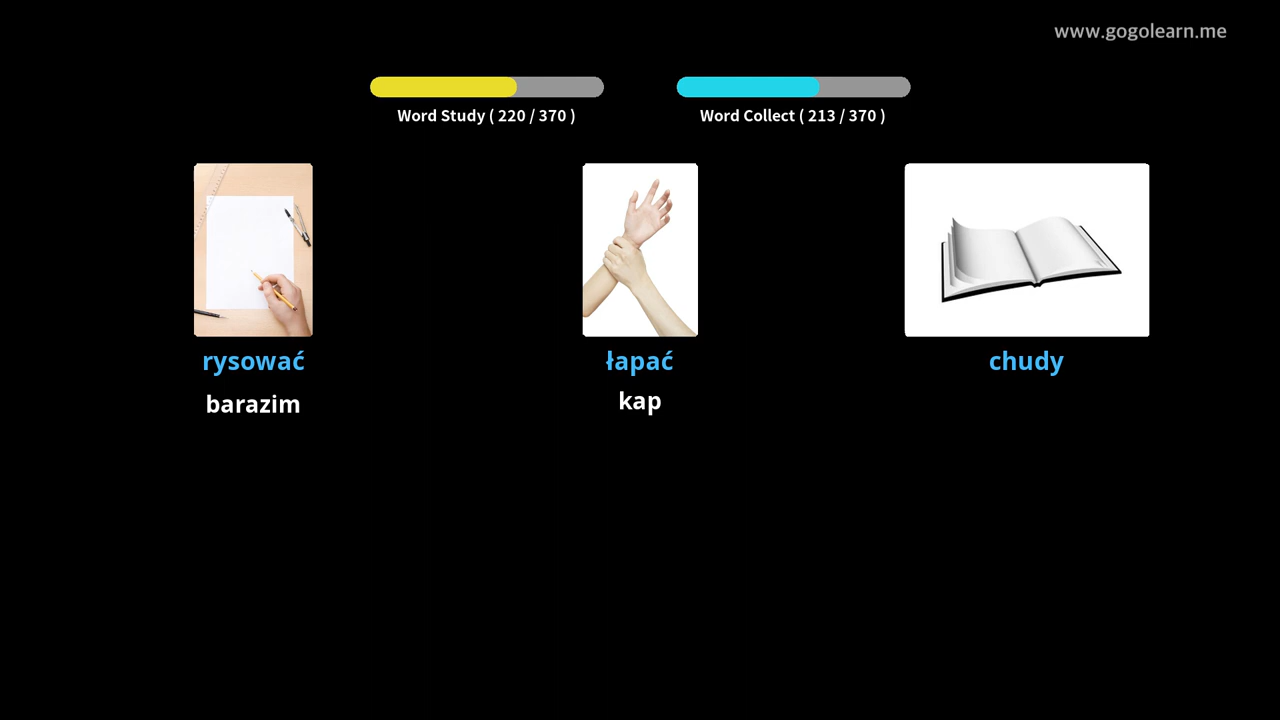 www.gogolearn.me
Word Study ( 220 / 370 )
Word Collect ( 213 / 370 )
rysować
łapać
chudy
barazim
kap